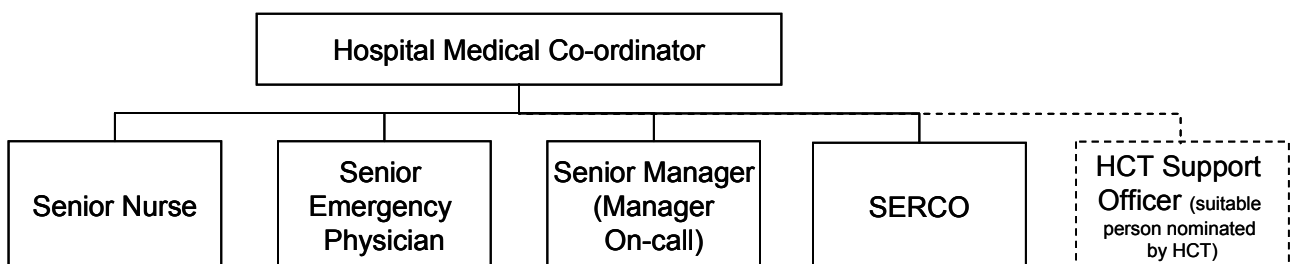 Hospital Medical Co-ordinator
Senior Nurse
Senior
Emergency
Physician
Senior Manager
(Manager
On-call)
SERCO
HCT Support
Officer (suitable
person nominated
by HCT)